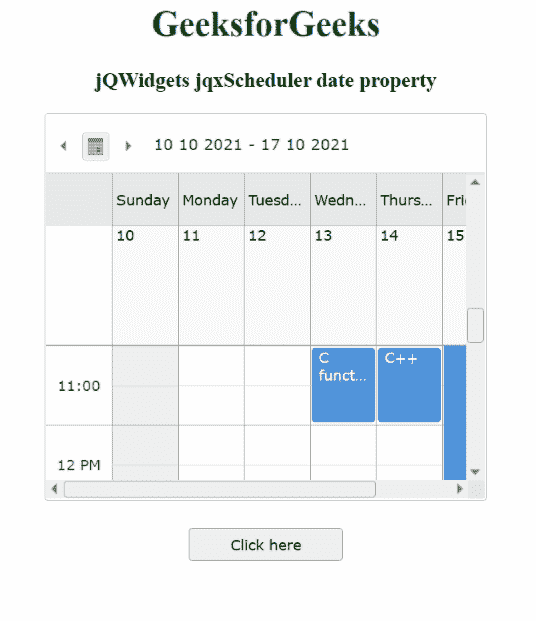 GeeksforGeeks
jQWidgets jqxScheduler date property
10 10 2021 - 17 10 2021
Sunday Monday Tuesd... Wedn... Thurs... Fri
10 11 12 13 14 15
11:00
C funct...
C++
12 PM
Click here